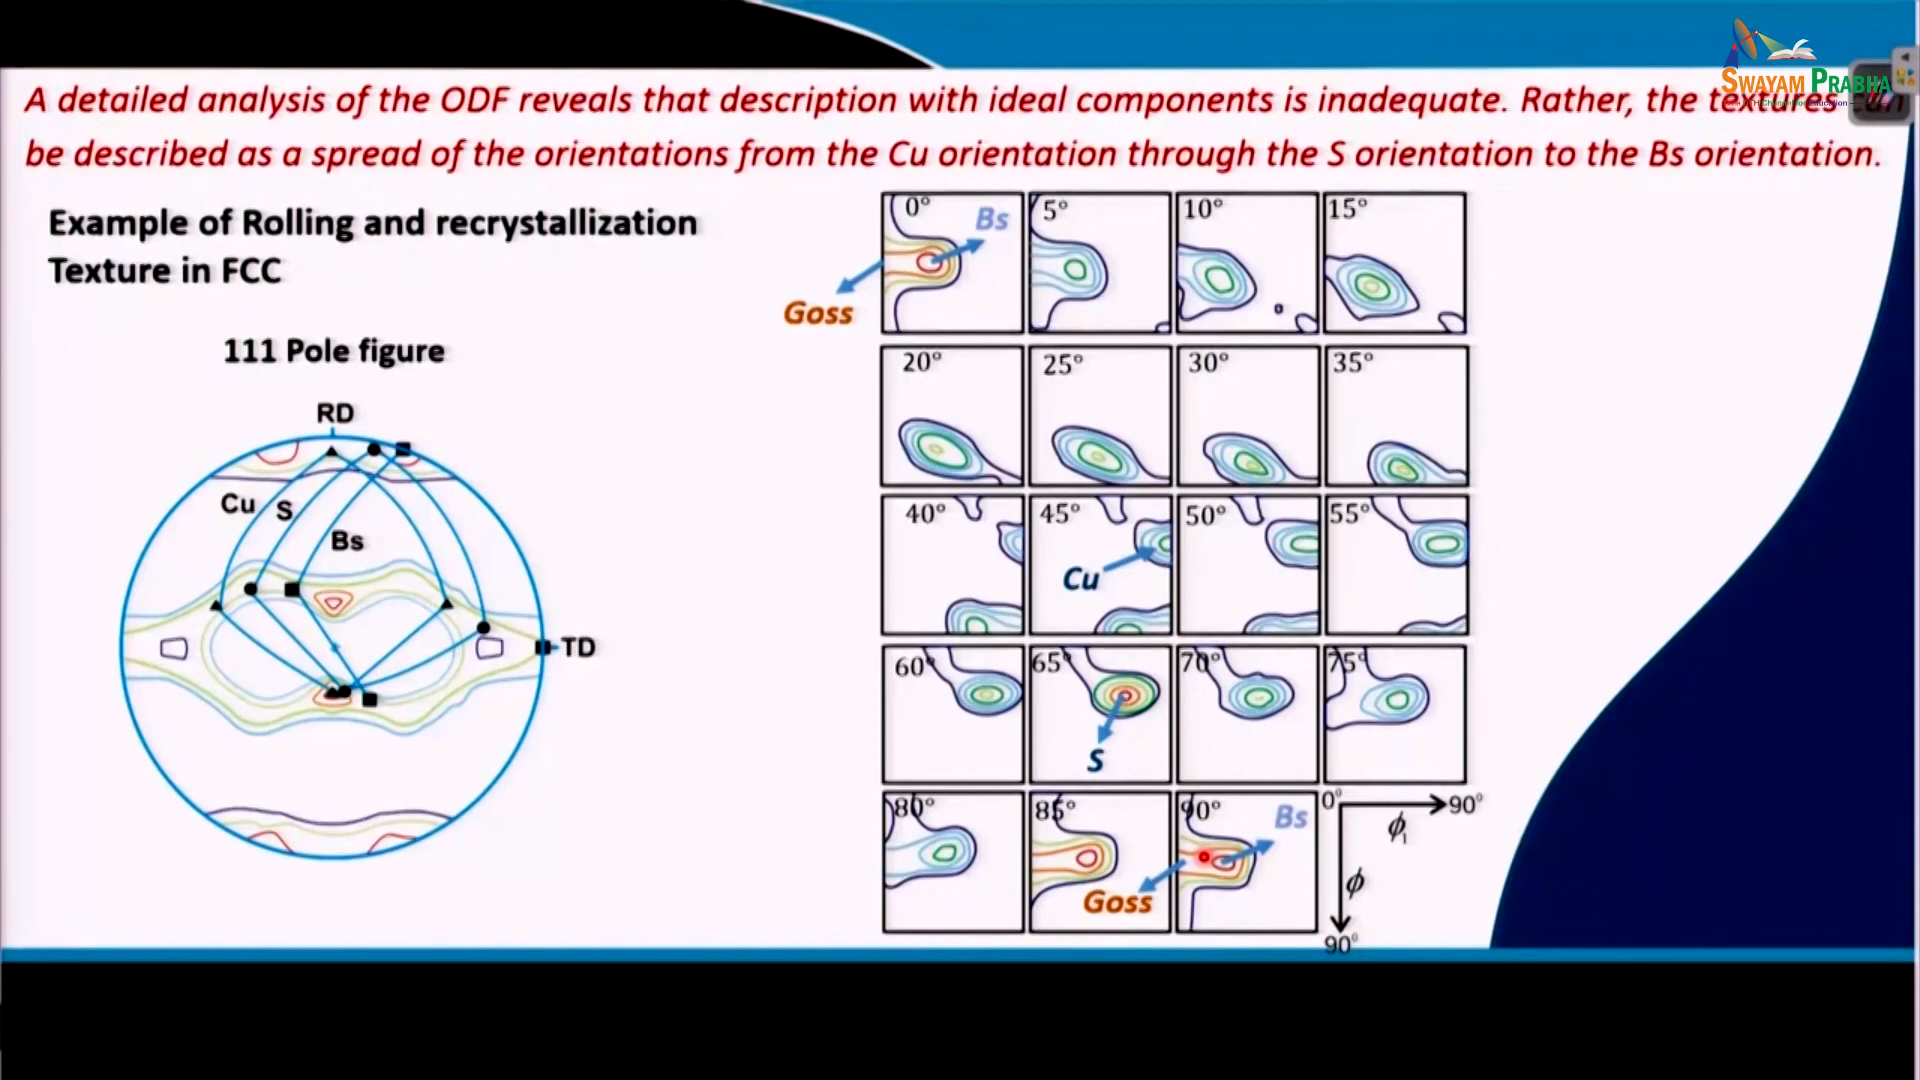 SWAYAM PRABHA
A detailed analysis of the ODF reveals that description with ideal components is inadequate. Rather, the textures
be described as a spread of the orientations from the Cu orientation through the S orientation to the Bs orientation.
Example of Rolling and recrystallization
Texture in FCC
111 Pole figure
RD
Cu S
Bs
TD
0° Bs 5° 10° 15°
Goss
20° 25° 30° 35°
40° 45° 50° 55°
Cu
60° 65° 70° 75°
S
80° 85° 90° Bs
Goss
0° 90°
ϕ₁
ϕ
90°